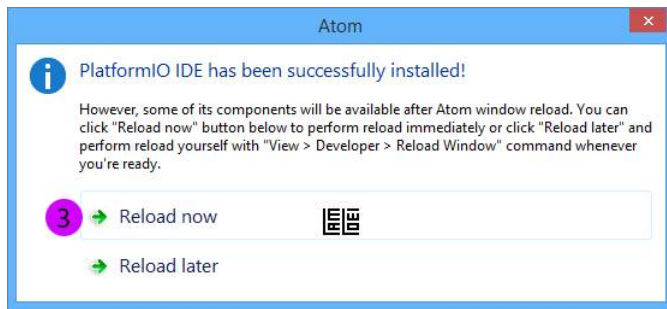 Atom
PlatformIO IDE has been successfully installed!
However, some of its components will be available after Atom window reload. You can
click "Reload now" button below to perform reload immediately or click "Reload later" and
perform reload yourself with "View > Developer > Reload Window" command whenever
you're ready.
3 Reload now
Reload later